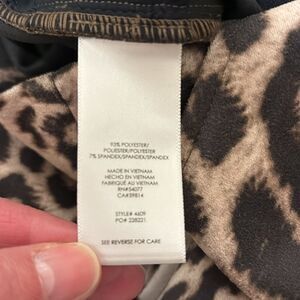 93% POLYESTER/
POLIESTER/POLYESTER
7% SPANDEX/SPANDEX/SPANDEX
MADE IN VIETNAM
HECHO EN VIETNAM
FABRIQUÉ AU VIETNAM
RN#54077
CA#39814
STYLE# 4609
PO# 228221
SEE REVERSE FOR CARE